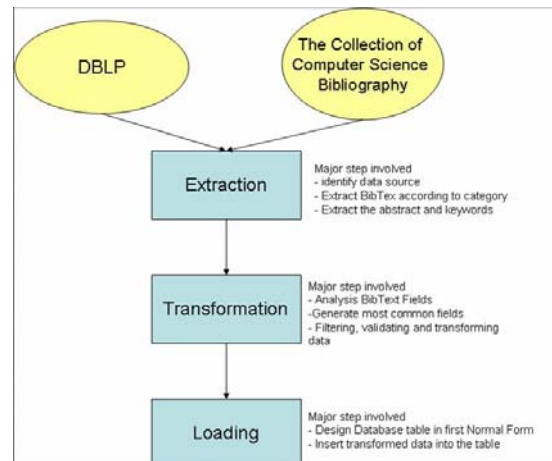 DBLP
The Collection of
Computer Science
Bibliography
Extraction
Major step involved
- identify data source
- Extract BibTex according to category
- Extract the abstract and keywords
Transformation
Major step involved
- Analysis BibText Fields
-Generate most common fields
- Filtering, validating and transforming
data
Loading
Major step involved
- Design Database table in first Normal Form
- Insert transformed data into the table